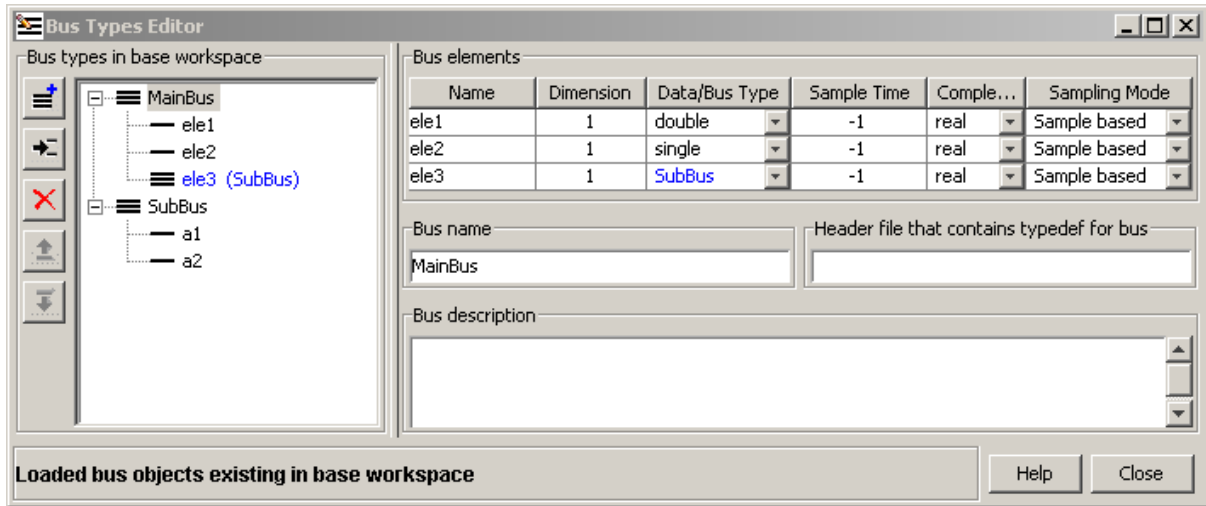 Bus Types Editor
Bus types in base workspace
MainBus
ele1
ele2
ele3 (SubBus)
SubBus
a1
a2
Bus elements
Name Dimension Data/Bus Type Sample Time Comple... Sampling Mode
ele1 1 double -1 real Sample based
ele2 1 single -1 real Sample based
ele3 1 SubBus -1 real Sample based
Bus name
MainBus
Header file that contains typedef for bus
Bus description
Loaded bus objects existing in base workspace
Help Close